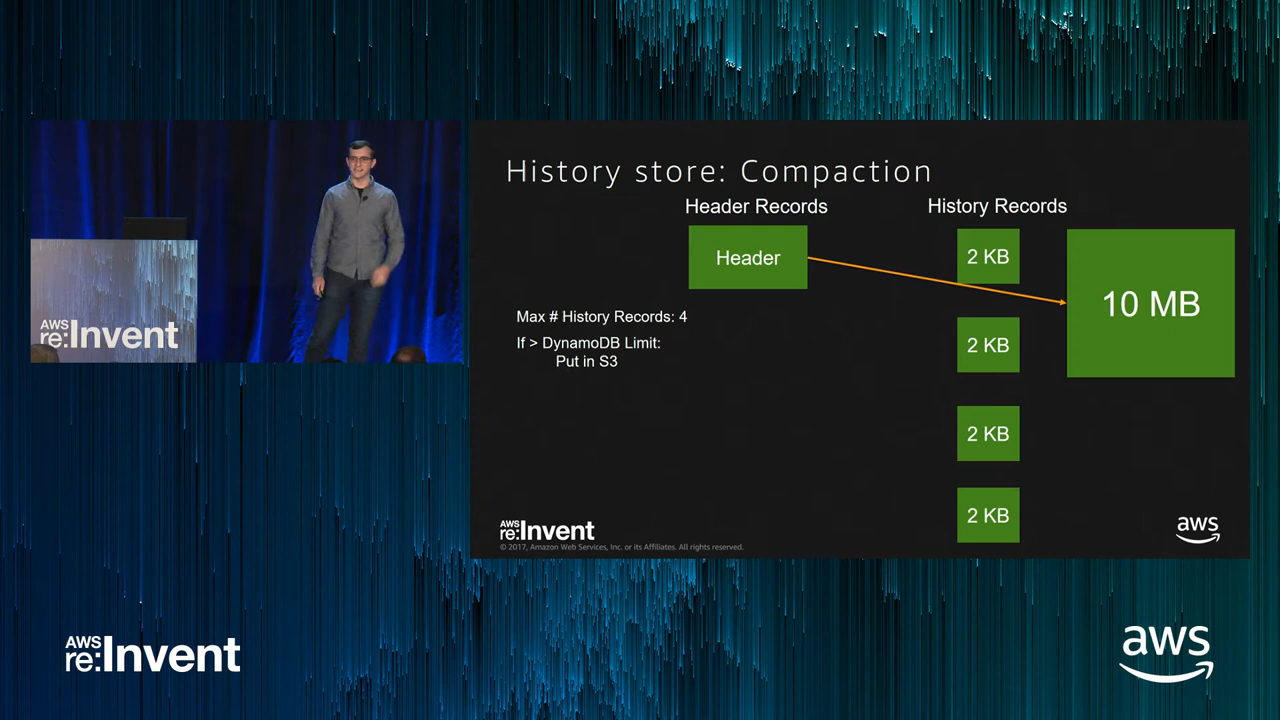 History store: Compaction
Header Records
History Records
Header
2 KB
10 MB
Max # History Records: 4
If > DynamoDB Limit:
Put in S3
2 KB
2 KB
2 KB
AWS
re:Invent
© 2017, Amazon Web Services, Inc. or its Affiliates. All rights reserved.
aws
AWS
re:Invent
AWS
re:Invent
aws